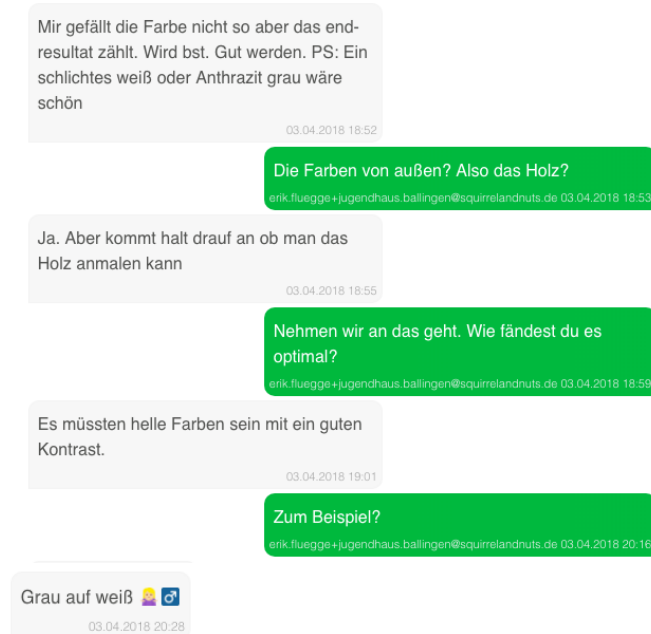 Mir gefällt die Farbe nicht so aber das end-
resultat zählt. Wird bst. Gut werden. PS: Ein
schlichtes weiß oder Anthrazit grau wäre
schön
03.04.2018 18:52
Die Farben von außen? Also das Holz?
erik.fluegge+jugendhaus.ballingen@squirrelandnuts.de 03.04.2018 18:53
Ja. Aber kommt halt drauf an ob man das
Holz anmalen kann
03.04.2018 18:55
Nehmen wir an das geht. Wie fändest du es
optimal?
erik.fluegge+jugendhaus.ballingen@squirrelandnuts.de 03.04.2018 18:59
Es müssten helle Farben sein mit ein guten
Kontrast.
03.04.2018 19:01
Zum Beispiel?
erik.fluegge+jugendhaus.ballingen@squirrelandnuts.de 03.04.2018 20:16
Grau auf weiß 🤷🏼♂
03.04.2018 20:28